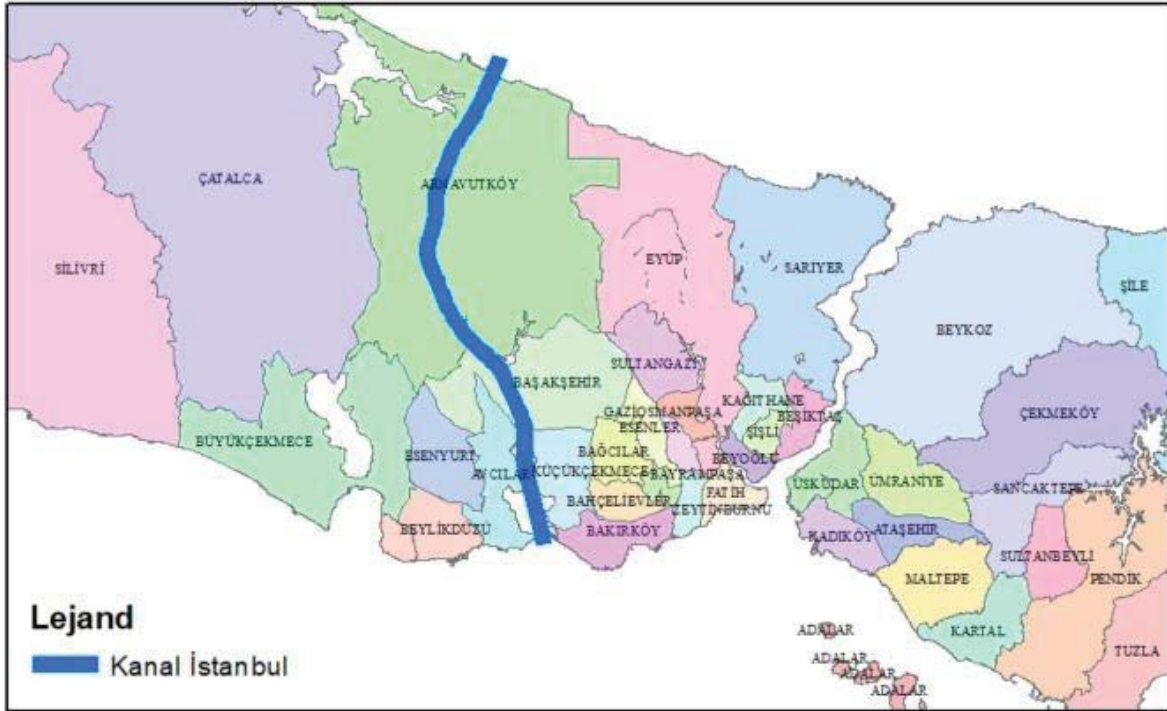 ÇATALCA
ARNAVUTKÖY
SİLİVRİ
EYÜP
SARIYER
ŞİLE
BEYKOZ
SULTANGAZİ
BAŞAKŞEHİR
KAĞITHANE
GAZİOSMANPAŞA
BEŞİKTAŞ
ÇEKMEKÖY
ESENLER
ŞİŞLİ
BÜYÜKÇEKMECE
ESENYURT
BAĞCILAR
BEYOĞLU
AVCILAR
KÜÇÜKÇEKMECE
BAYRAMPAŞA
ÜSKÜDAR
ÜMRANİYE
SANCAKTEPE
BAHÇELİEVLER
FATİH
ZEYTİNBURNU
BEYLİKDÜZÜ
BAKIRKÖY
KADIKÖY
ATAŞEHİR
SULTANBEYLİ
MALTEPE
PENDİK
KARTAL
TUZLA
ADALAR
ADALAR
ADALAR
ADALAR
Lejand
Kanal İstanbul